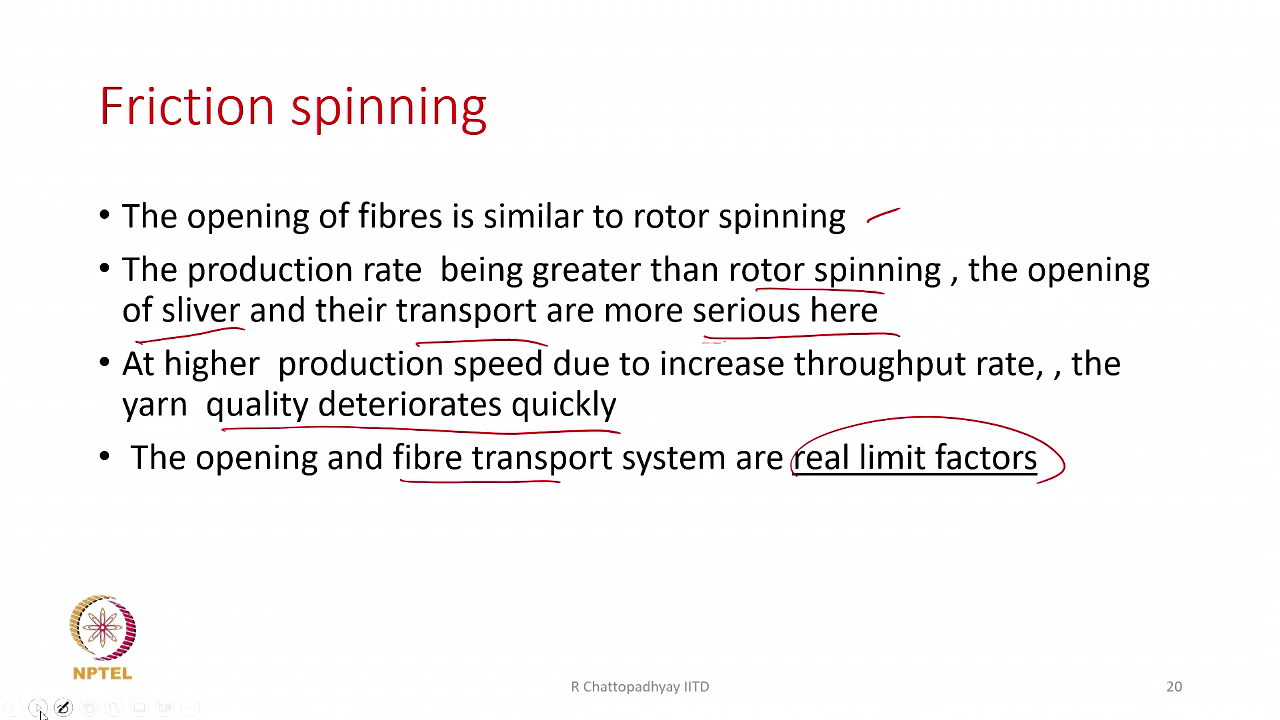 Friction spinning
• The opening of fibres is similar to rotor spinning
• The production rate being greater than rotor spinning , the opening
of sliver and their transport are more serious here
• At higher production speed due to increase throughput rate, , the
yarn quality deteriorates quickly
• The opening and fibre transport system are real limit factors
NPTEL
R Chattopadhyay IITD
20